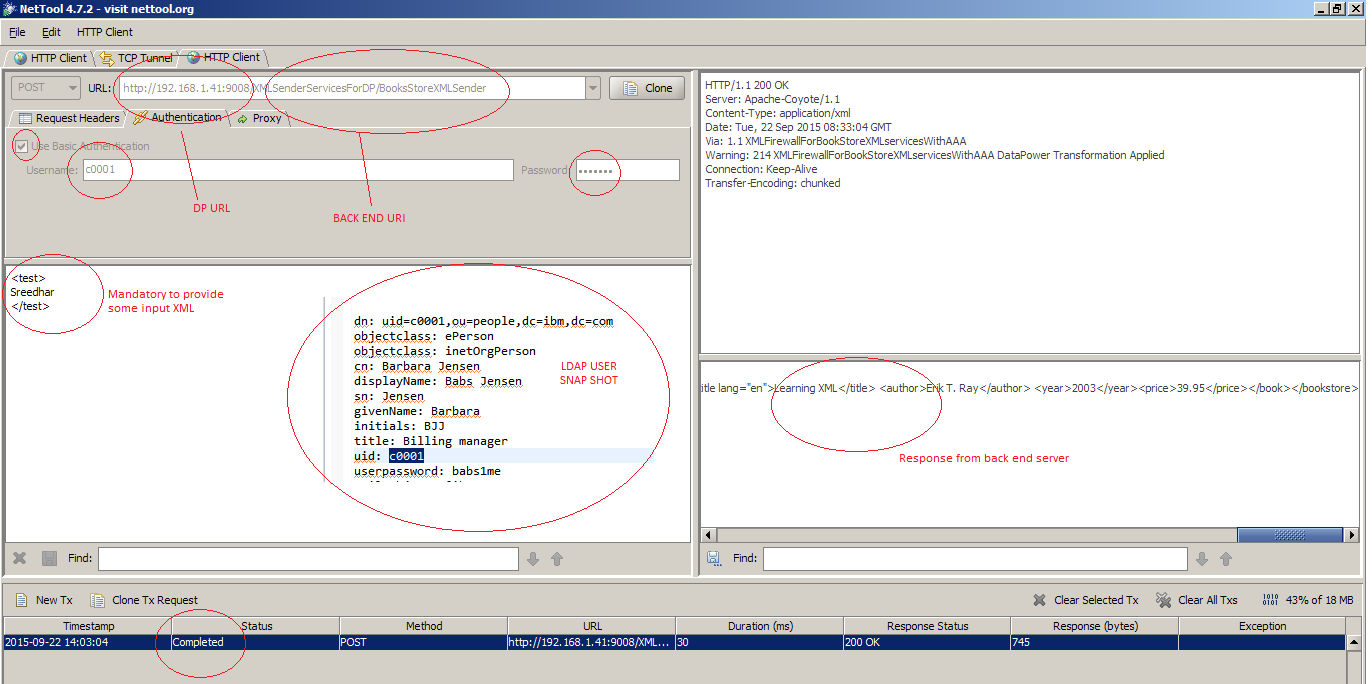 NetTool 4.7.2 - visit nettool.org
File Edit HTTP Client
HTTP Client TCP Tunnel HTTP Client
POST URL: http://192.168.1.41:9008/XMLSenderServicesForDP/BooksStoreXMLSender Clone
Request Headers Authentication Proxy
Use Basic Authentication
Username: c0001 Password: •••••••
DP URL
BACK END URI
<test>
Sreedhar
</test>
Mandatory to provide
some input XML
dn: uid=c0001,ou=people,dc=ibm,dc=com
objectclass: ePerson
objectclass: inetOrgPerson
cn: Barbara Jensen
displayName: Babs Jensen
sn: Jensen
givenName: Barbara
initials: BJJ
title: Billing manager
uid: c0001
userpassword: babs1me
LDAP USER
SNAP SHOT
Find:
HTTP/1.1 200 OK
Server: Apache-Coyote/1.1
Content-Type: application/xml
Date: Tue, 22 Sep 2015 08:33:04 GMT
Via: 1.1 XMLFirewallForBookStoreXMLservicesWithAAA
Warning: 214 XMLFirewallForBookStoreXMLservicesWithAAA DataPower Transformation Applied
Connection: Keep-Alive
Transfer-Encoding: chunked
title lang="en">Learning XML</title> <author>Erik T. Ray</author> <year>2003</year><price>39.95</price></book></bookstore>
Response from back end server
Find:
New Tx Clone Tx Request Clear Selected Tx Clear All Txs 43% of 18 MB
Timestamp Status Method URL Duration (ms) Response Status Response (bytes) Exception
2015-09-22 14:03:04 Completed POST http://192.168.1.41:9008/XML... 30 200 OK 745